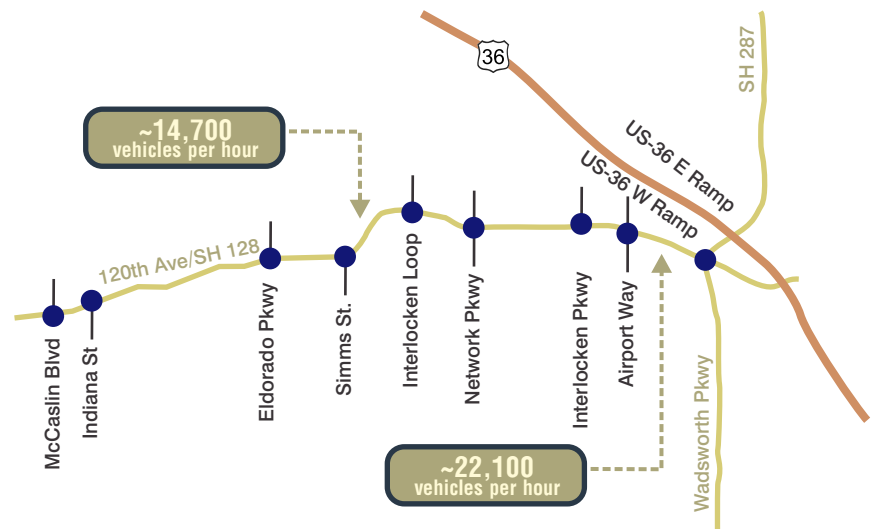 36
SH 287
~14,700
vehicles per hour
US-36 E Ramp
US-36 W Ramp
120th Ave/SH 128
McCaslin Blvd
Indiana St
Eldorado Pkwy
Simms St.
Interlocken Loop
Network Pkwy
Interlocken Pkwy
Airport Way
Wadsworth Pkwy
~22,100
vehicles per hour